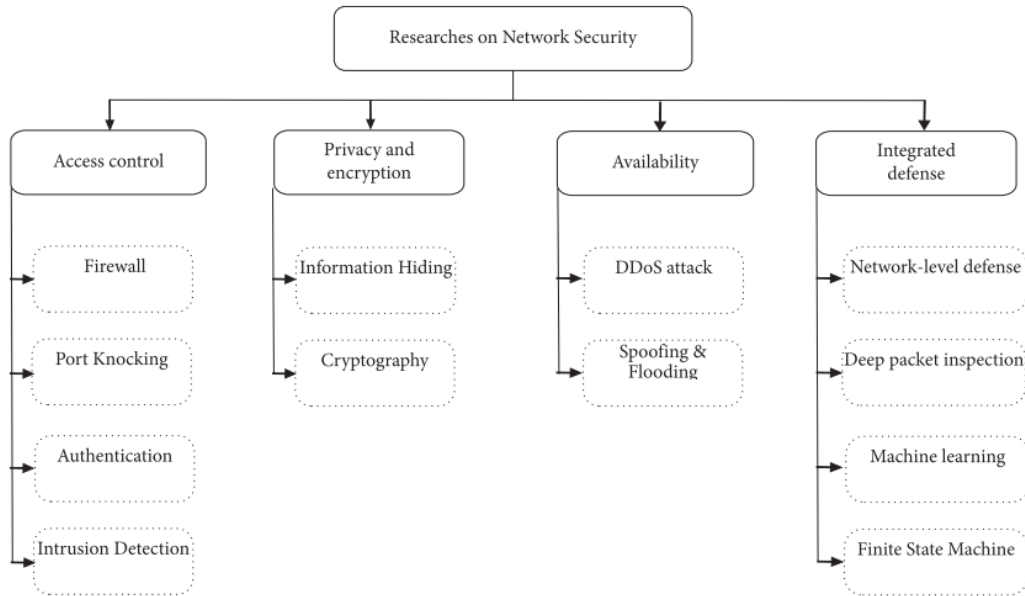 Researches on Network Security
Access control
Privacy and
encryption
Availability
Integrated
defense
Firewall
Information Hiding
DDoS attack
Network-level defense
Port Knocking
Cryptography
Spoofing &
Flooding
Deep packet inspection
Authentication
Machine learning
Intrusion Detection
Finite State Machine